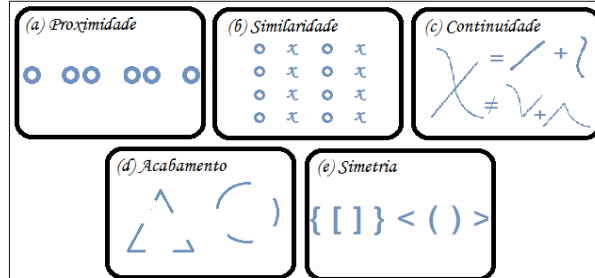 (a) Proximidade
(b) Similaridade
x x
x x
x x
x x
(c) Continuidade
= +
≠ +
(d) Acabamento
(e) Simetria
{ [ ] } < ( ) >